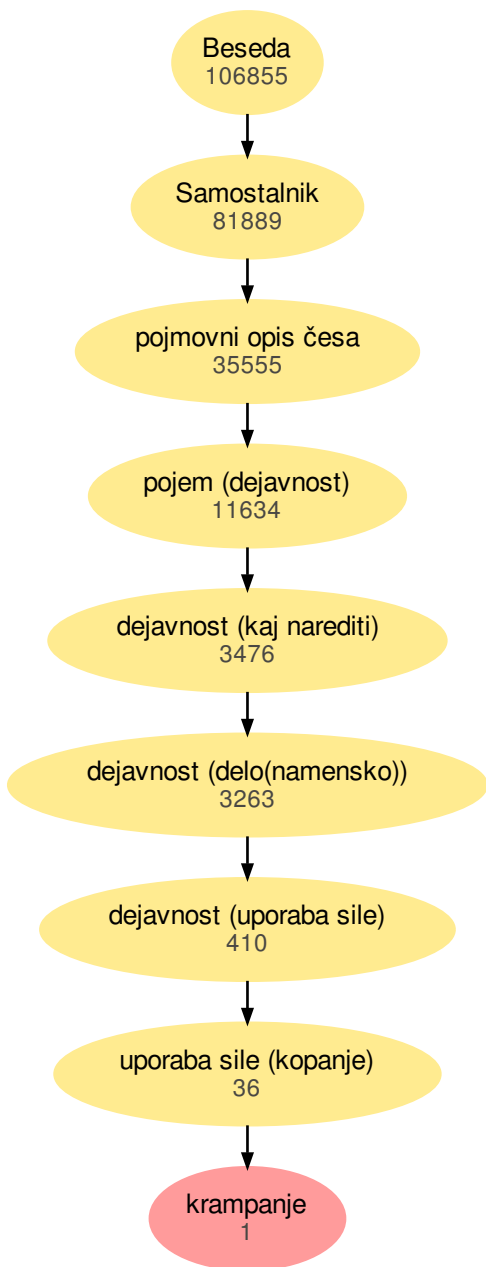 Beseda
106855
Samostalnik
81889
pojmovni opis česa
35555
pojem (dejavnost)
11634
dejavnost (kaj narediti)
3476
dejavnost (delo(namensko))
3263
dejavnost (uporaba sile)
410
uporaba sile (kopanje)
36
krampanje
1